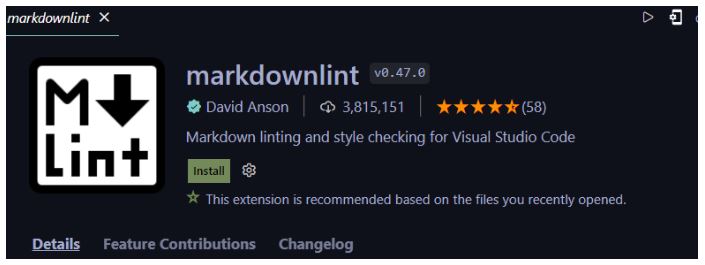 markdownlint
M
Lint
markdownlint v0.47.0
David Anson 3,815,151 (58)
Markdown linting and style checking for Visual Studio Code
Install
This extension is recommended based on the files you recently opened.
Details Feature Contributions Changelog